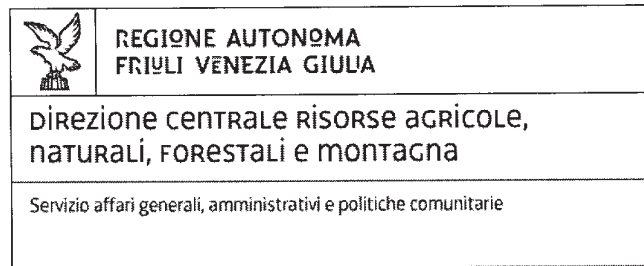 REGIONE AUTONOMA
FRIULI VENEZIA GIULIA
Direzione centrale risorse agricole,
naturali, forestali e montagna
Servizio affari generali, amministrativi e politiche comunitarie